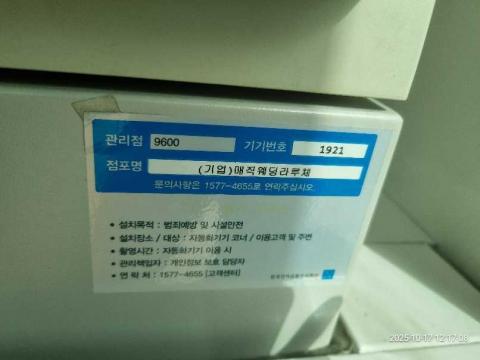 관리점 9600 기기번호 1921
점포명 (기업)매직웨딩라루체
문의사항은 1577-4655로 연락주십시오.
• 설치목적 : 범죄예방 및 시설안전
• 설치장소 / 대상 : 자동화기기 코너 / 이용고객 및 주변
• 촬영시간 : 자동화기기 이용 시
• 관리책임자 : 개인정보 보호 담당자
• 연 락 처 : 1577-4655 [고객센터]
2025-10-17 12:17:08